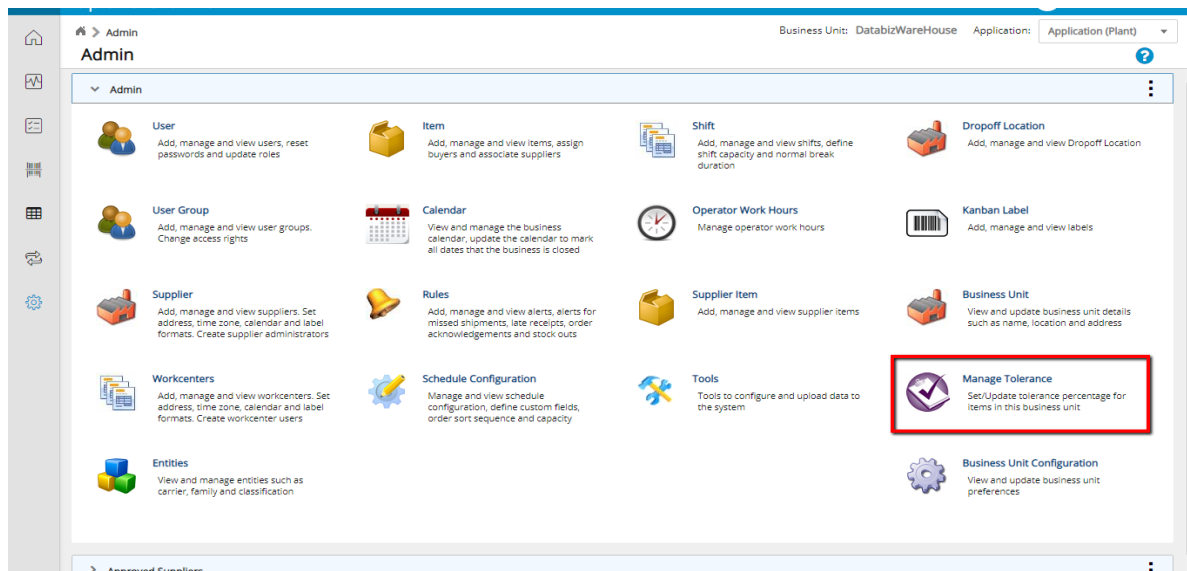 Admin
Business Unit: DatabizWareHouse Application: Application (Plant)
Admin
?
Admin
User
Add, manage and view users, reset
passwords and update roles
Item
Add, manage and view items, assign
buyers and associate suppliers
Shift
Add, manage and view shifts, define
shift capacity and normal break
duration
Dropoff Location
Add, manage and view Dropoff Location
User Group
Add, manage and view user groups.
Change access rights
Calendar
View and manage the business
calendar, update the calendar to mark
all dates that the business is closed
Operator Work Hours
Manage operator work hours
Kanban Label
Add, manage and view labels
Supplier
Add, manage and view suppliers. Set
address, time zone, calendar and label
formats. Create supplier administrators
Rules
Add, manage and view alerts, alerts for
missed shipments, late receipts, order
acknowledgements and stock outs
Supplier Item
Add, manage and view supplier items
Business Unit
View and update business unit details
such as name, location and address
Workcenters
Add, manage and view workcenters. Set
address, time zone, calendar and label
formats. Create workcenter users
Schedule Configuration
Manage and view schedule
configuration, define custom fields,
order sort sequence and capacity
Tools
Tools to configure and upload data to
the system
Manage Tolerance
Set/Update tolerance percentage for
items in this business unit
Entities
View and manage entities such as
carrier, family and classification
Business Unit Configuration
View and update business unit
preferences
Approved Suppliers